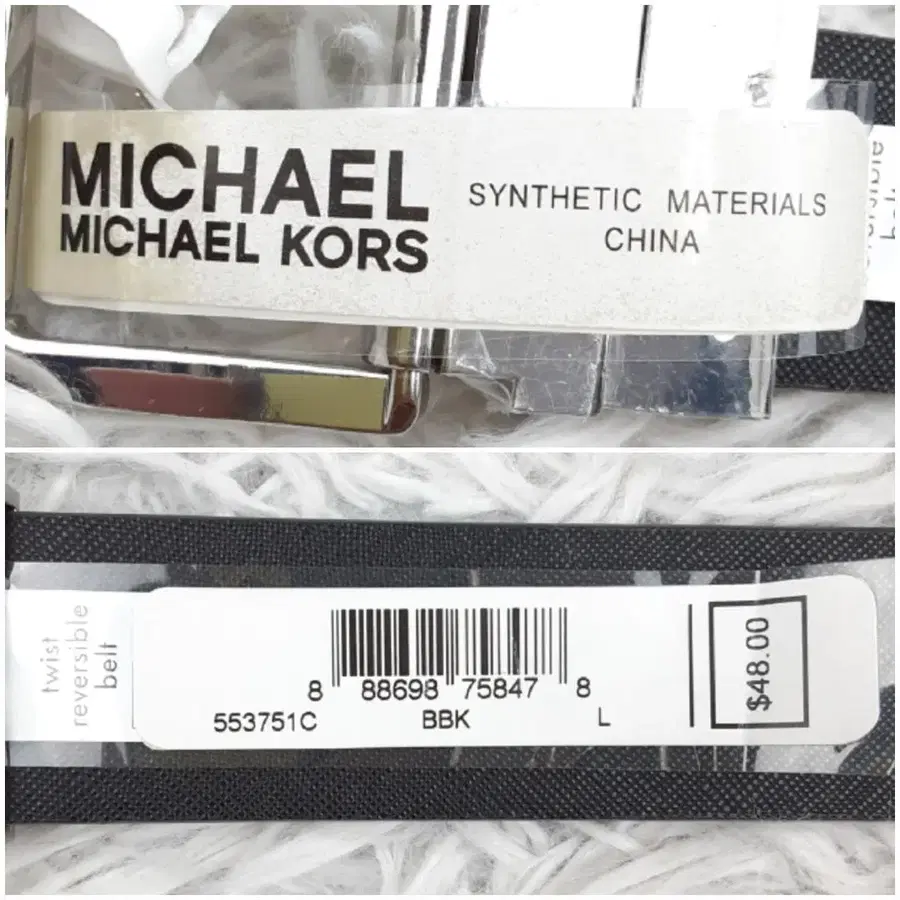 MICHAEL
MICHAEL KORS
SYNTHETIC MATERIALS
CHINA
twist
reversible
belt
8 88698 75847 8
553751C BBK L
$48.00